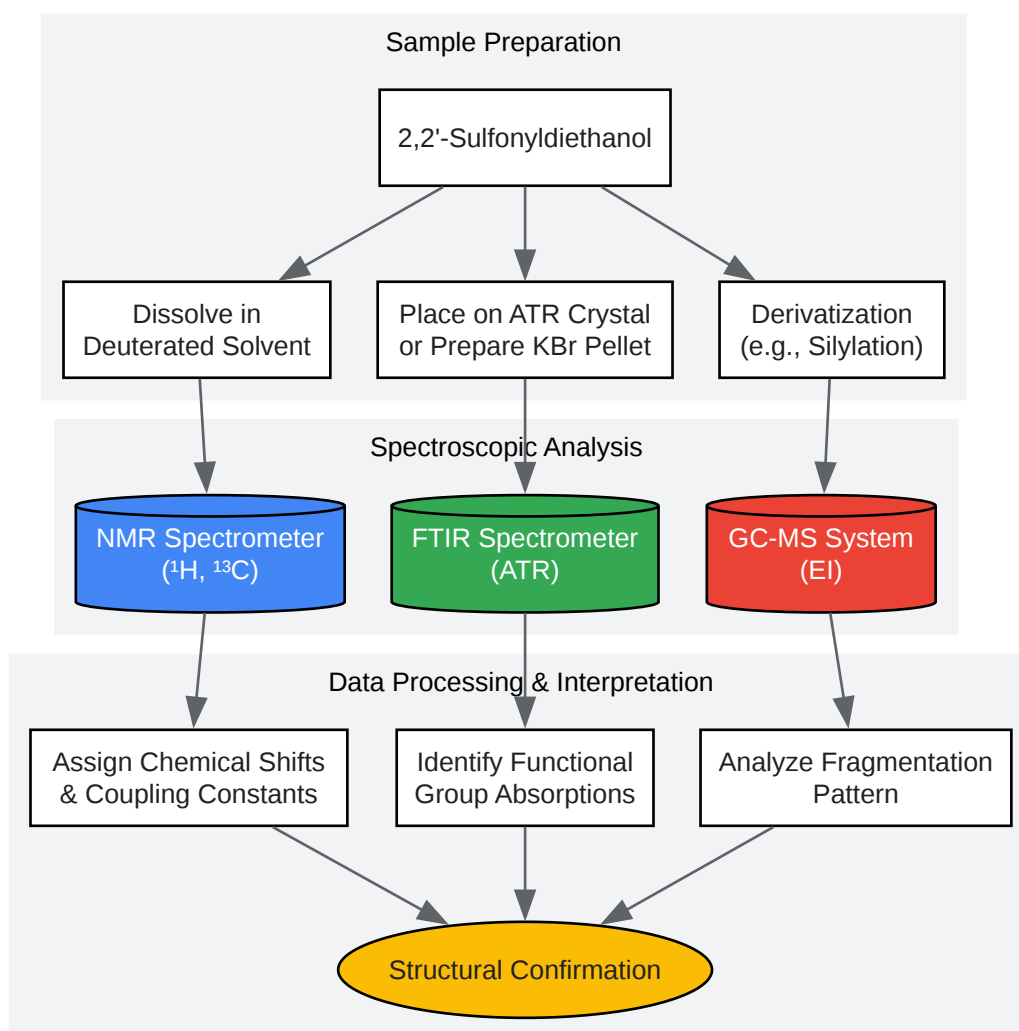 Sample Preparation
2,2'-Sulfonyldiethanol
Dissolve in
Deuterated Solvent
Place on ATR Crystal
or Prepare KBr Pellet
Derivatization
(e.g., Silylation)
Spectroscopic Analysis
NMR Spectrometer
(¹H, ¹³C)
FTIR Spectrometer
(ATR)
GC-MS System
(EI)
Data Processing & Interpretation
Assign Chemical Shifts
& Coupling Constants
Identify Functional
Group Absorptions
Analyze Fragmentation
Pattern
Structural Confirmation